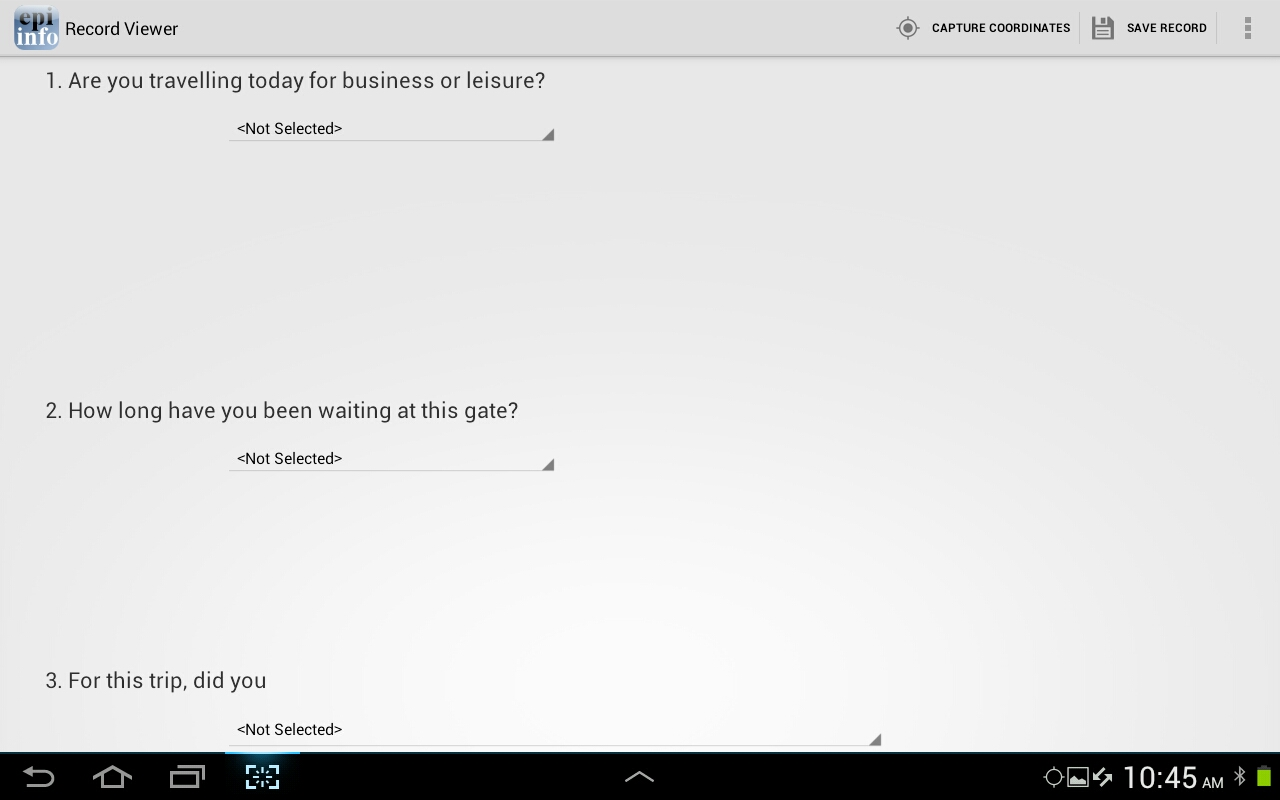 epi
info
Record Viewer
CAPTURE COORDINATES
SAVE RECORD
1. Are you travelling today for business or leisure?
<Not Selected>
2. How long have you been waiting at this gate?
<Not Selected>
3. For this trip, did you
<Not Selected>
10:45 AM